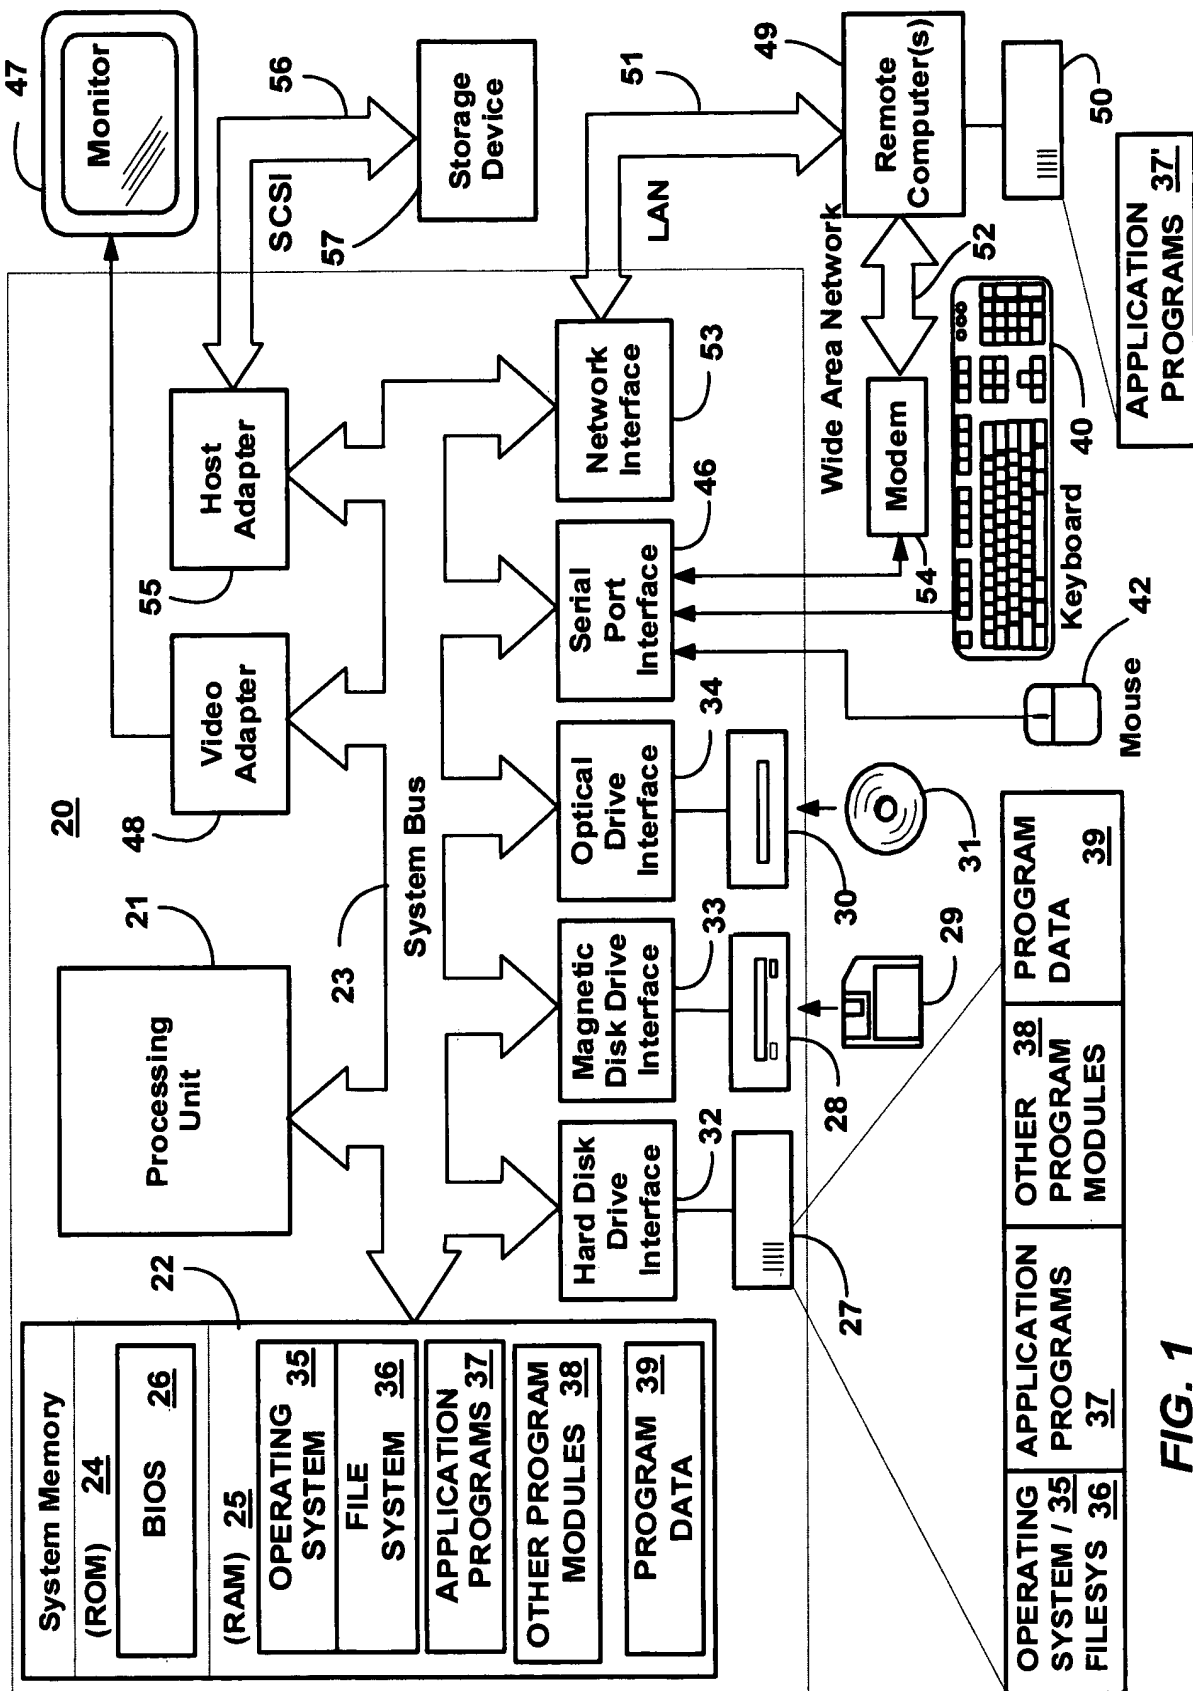 System Memory
(ROM) 24
BIOS 26
(RAM) 25
OPERATING
SYSTEM 35
FILE
SYSTEM 36
APPLICATION
PROGRAMS 37
OTHER PROGRAM
MODULES 38
PROGRAM
DATA 39
22
Processing
Unit
21
20
23
System Bus
Video
Adapter
48
Host
Adapter
55
Monitor
47
SCSI
56
Storage
Device
57
Hard Disk
Drive
Interface
32
Magnetic
Disk Drive
Interface
33
Optical
Drive
Interface
34
Serial
Port
Interface
46
Network
Interface
53
LAN
51
Remote
Computer(s)
49
Wide Area Network
52
Modem
54
50
27
28
29
30
31
Keyboard
40
Mouse
42
APPLICATION
PROGRAMS 37'
OPERATING
SYSTEM / 35
FILESYS 36
APPLICATION
PROGRAMS
37
OTHER 38
PROGRAM
MODULES
PROGRAM
DATA 39
FIG. 1